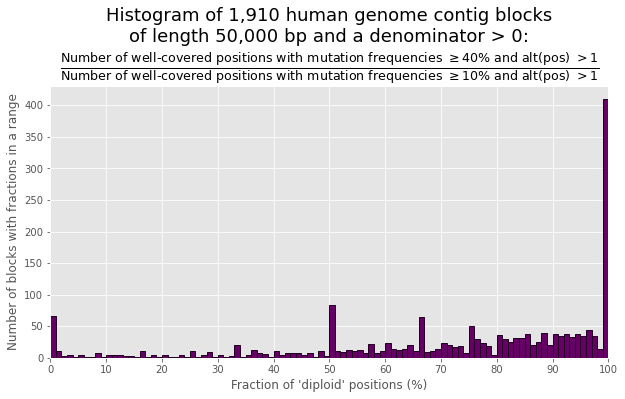 Histogram of 1,910 human genome contig blocks
of length 50,000 bp and a denominator > 0:
Number of well-covered positions with mutation frequencies ≥40% and alt(pos) >1
Number of well-covered positions with mutation frequencies ≥10% and alt(pos) >1
Number of blocks with fractions in a range
400
350
300
250
200
150
100
50
0
0 10 20 30 40 50 60 70 80 90 100
Fraction of 'diploid' positions (%)